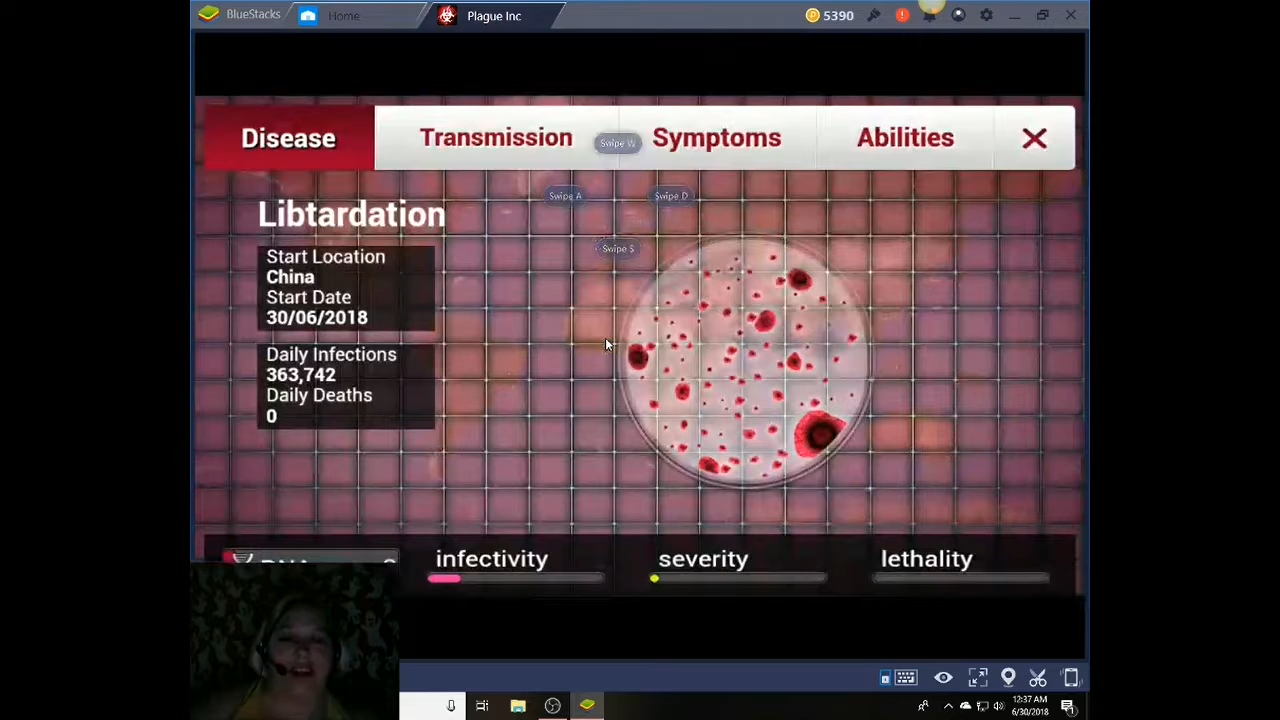 BlueStacks
Home
Plague Inc
5390
Disease
Transmission
Symptoms
Abilities
Swipe W
Swipe A
Swipe D
Swipe S
Libtardation
Start Location
China
Start Date
30/06/2018
Daily Infections
363,742
Daily Deaths
0
infectivity
severity
lethality
12:37 AM
6/30/2018